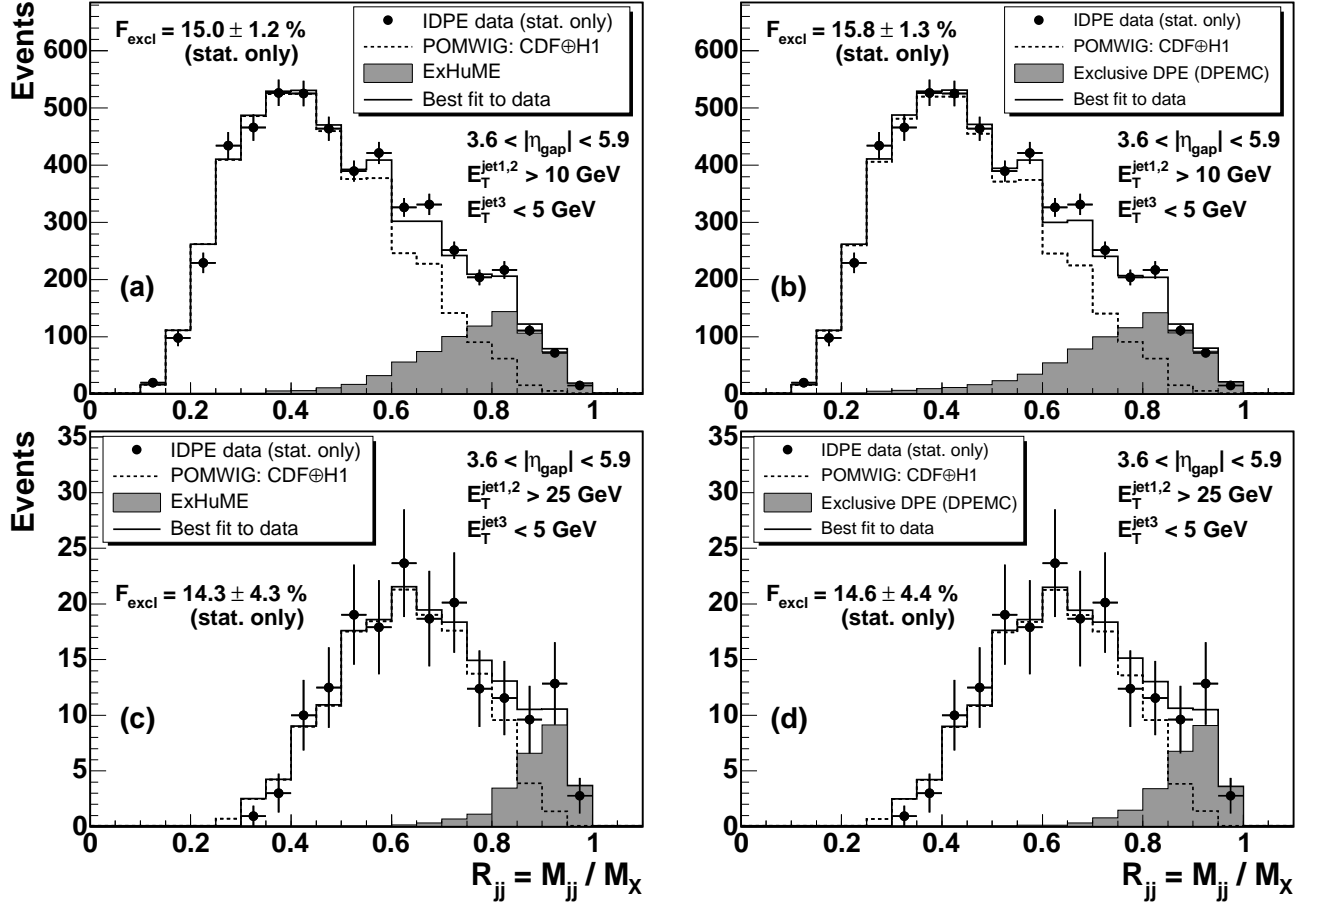 Events
600
500
400
300
200
100
0
F_excl = 15.0 ± 1.2 %
(stat. only)
IDPE data (stat. only)
POMWIG: CDF⊕H1
ExHuME
Best fit to data
3.6 < |η_gap| < 5.9
E_T^jet1,2 > 10 GeV
E_T^jet3 < 5 GeV
(a)
0 0.2 0.4 0.6 0.8 1
600
500
400
300
200
100
0
F_excl = 15.8 ± 1.3 %
(stat. only)
IDPE data (stat. only)
POMWIG: CDF⊕H1
Exclusive DPE (DPEMC)
Best fit to data
3.6 < |η_gap| < 5.9
E_T^jet1,2 > 10 GeV
E_T^jet3 < 5 GeV
(b)
0 0.2 0.4 0.6 0.8 1
Events
35
30
25
20
15
10
5
0
IDPE data (stat. only)
POMWIG: CDF⊕H1
ExHuME
Best fit to data
3.6 < |η_gap| < 5.9
E_T^jet1,2 > 25 GeV
E_T^jet3 < 5 GeV
F_excl = 14.3 ± 4.3 %
(stat. only)
(c)
0 0.2 0.4 0.6 0.8 1
R_jj = M_jj / M_X
35
30
25
20
15
10
5
0
IDPE data (stat. only)
POMWIG: CDF⊕H1
Exclusive DPE (DPEMC)
Best fit to data
3.6 < |η_gap| < 5.9
E_T^jet1,2 > 25 GeV
E_T^jet3 < 5 GeV
F_excl = 14.6 ± 4.4 %
(stat. only)
(d)
0 0.2 0.4 0.6 0.8 1
R_jj = M_jj / M_X